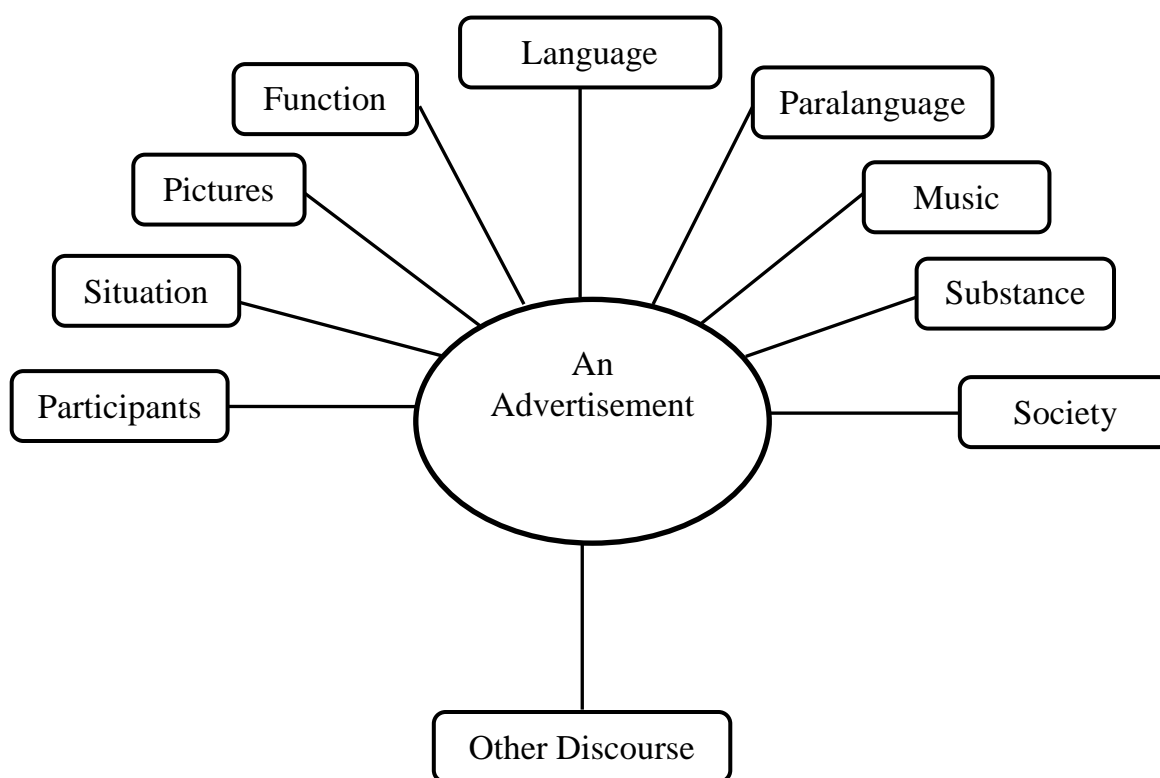 Language
Function
Paralanguage
Pictures
Music
Situation
Substance
An
Advertisement
Participants
Society
Other Discourse